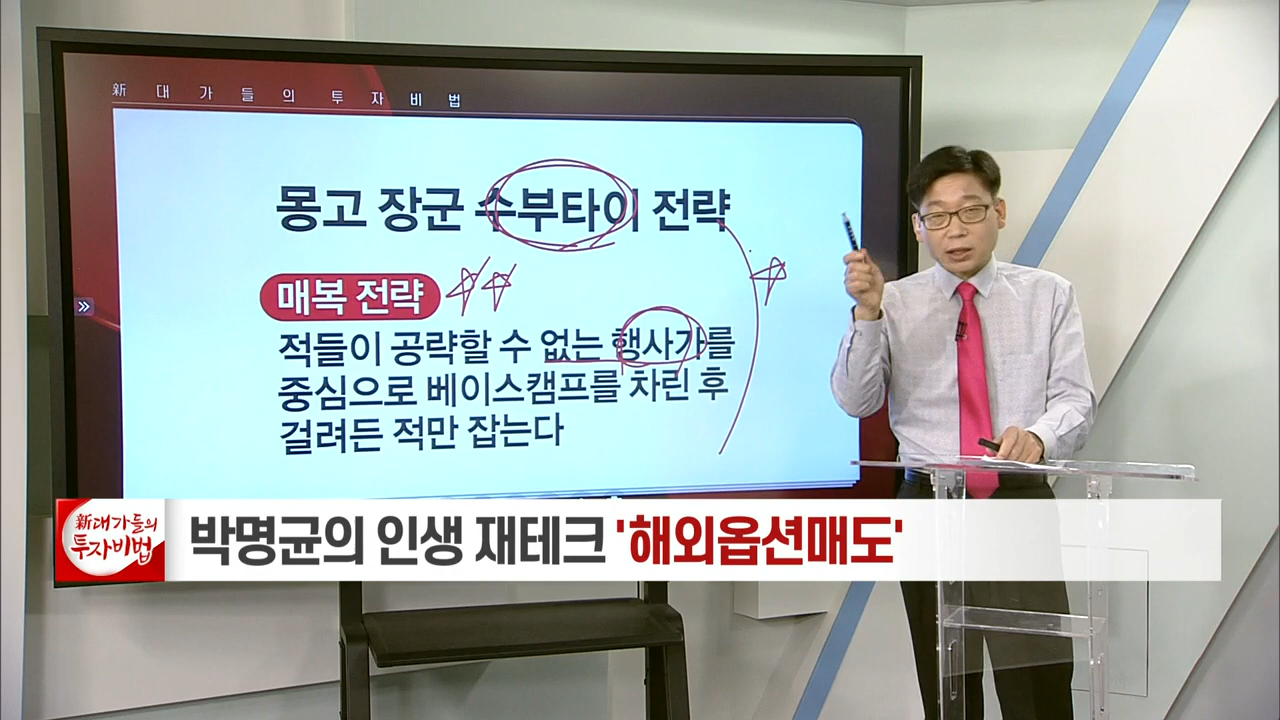 新 대가들의 투자비법
몽고 장군 수부타이 전략
매복 전략
적들이 공략할 수 없는 행사가를
중심으로 베이스캠프를 차린 후
걸려든 적만 잡는다
新대가들의
투자비법
박명균의 인생 재테크 '해외옵션매도'